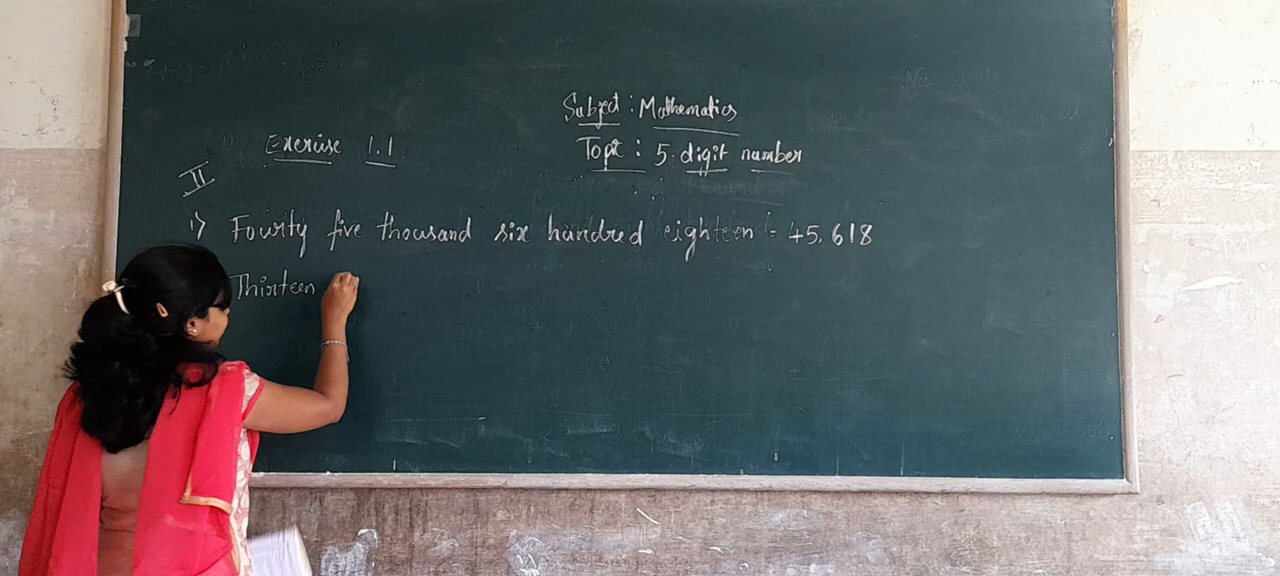 Subject : Mathematics
Exercise 1.1
Topic : 5 digit number
II
1) Fourty five thousand six hundred eighteen = 45,618
Thirteen